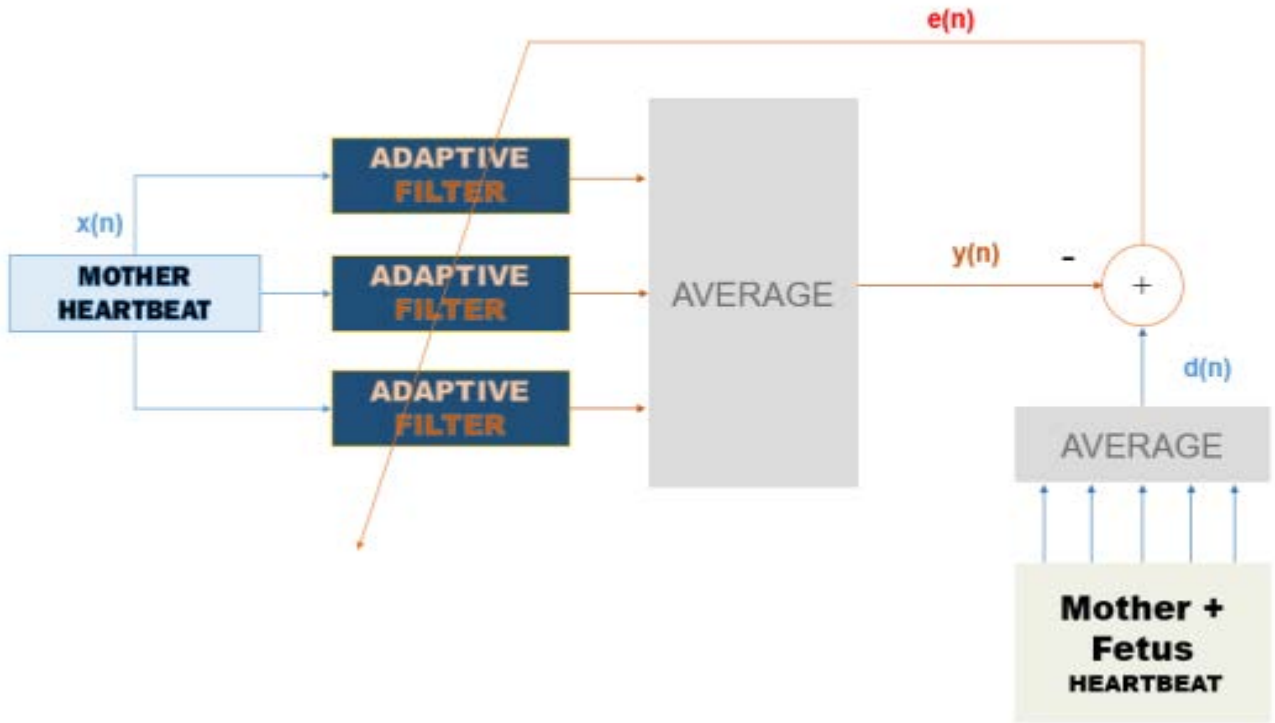 e(n)
ADAPTIVE
FILTER
x(n)
MOTHER
HEARTBEAT
ADAPTIVE
FILTER
AVERAGE
y(n)
-
+
ADAPTIVE
FILTER
d(n)
AVERAGE
Mother +
Fetus
HEARTBEAT